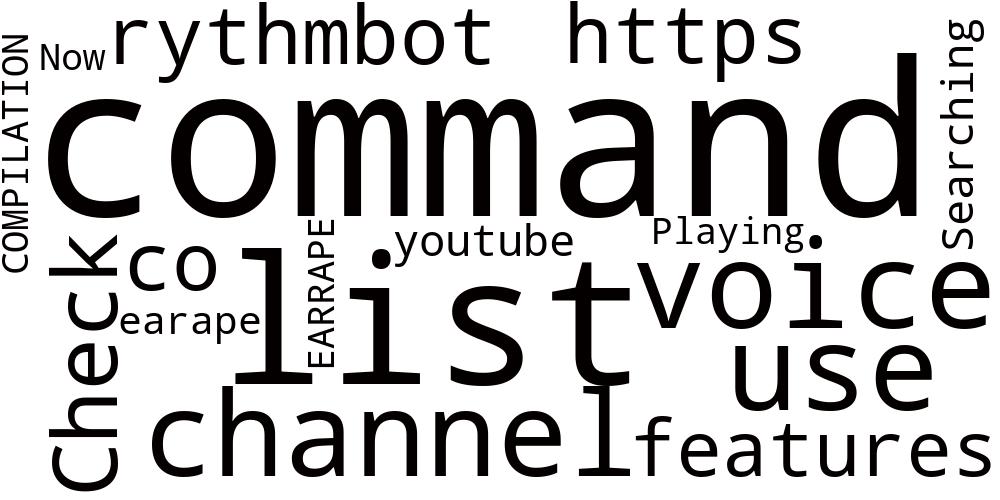 rythmbot
https
Now
COMPILATION
command
Searching
Check
co
youtube
Playing
EARRAPE
earape
list
voice
use
channel
features